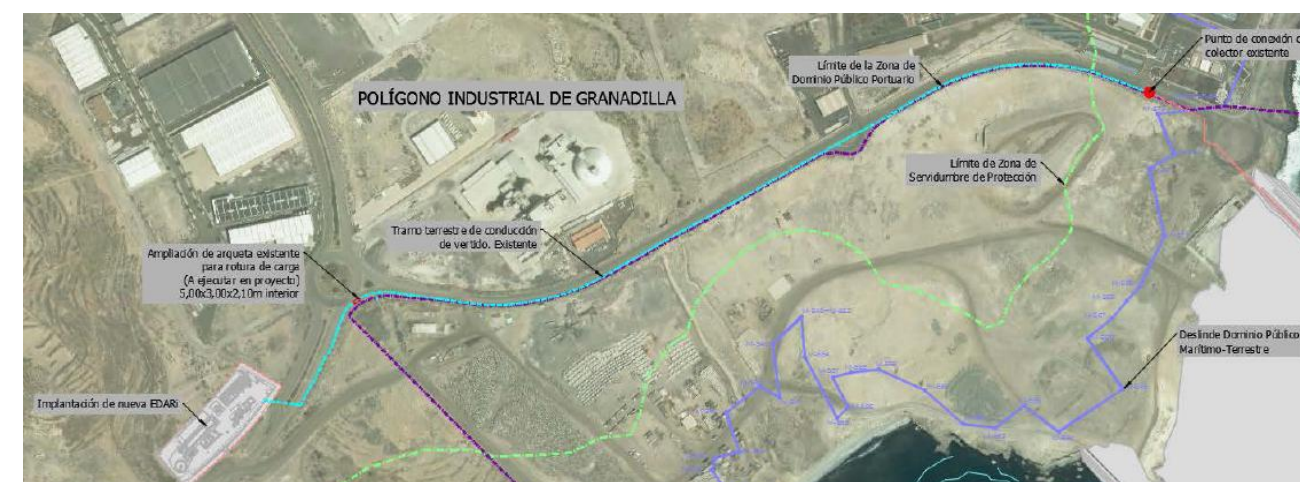 Punto de conexión
colector existente
Límite de la Zona de
Dominio Público Portuario
POLÍGONO INDUSTRIAL DE GRANADILLA
Límite de Zona de
Servidumbre de Protección
Tramo terrestre de conducción
de vertido. Existente
Ampliación de arqueta existente
para rotura de carga
(A ejecutar en proyecto)
5,00x3,00x2,10m interior
Deslinde Dominio Público
Marítimo-Terrestre
Implantación de nueva EDARi